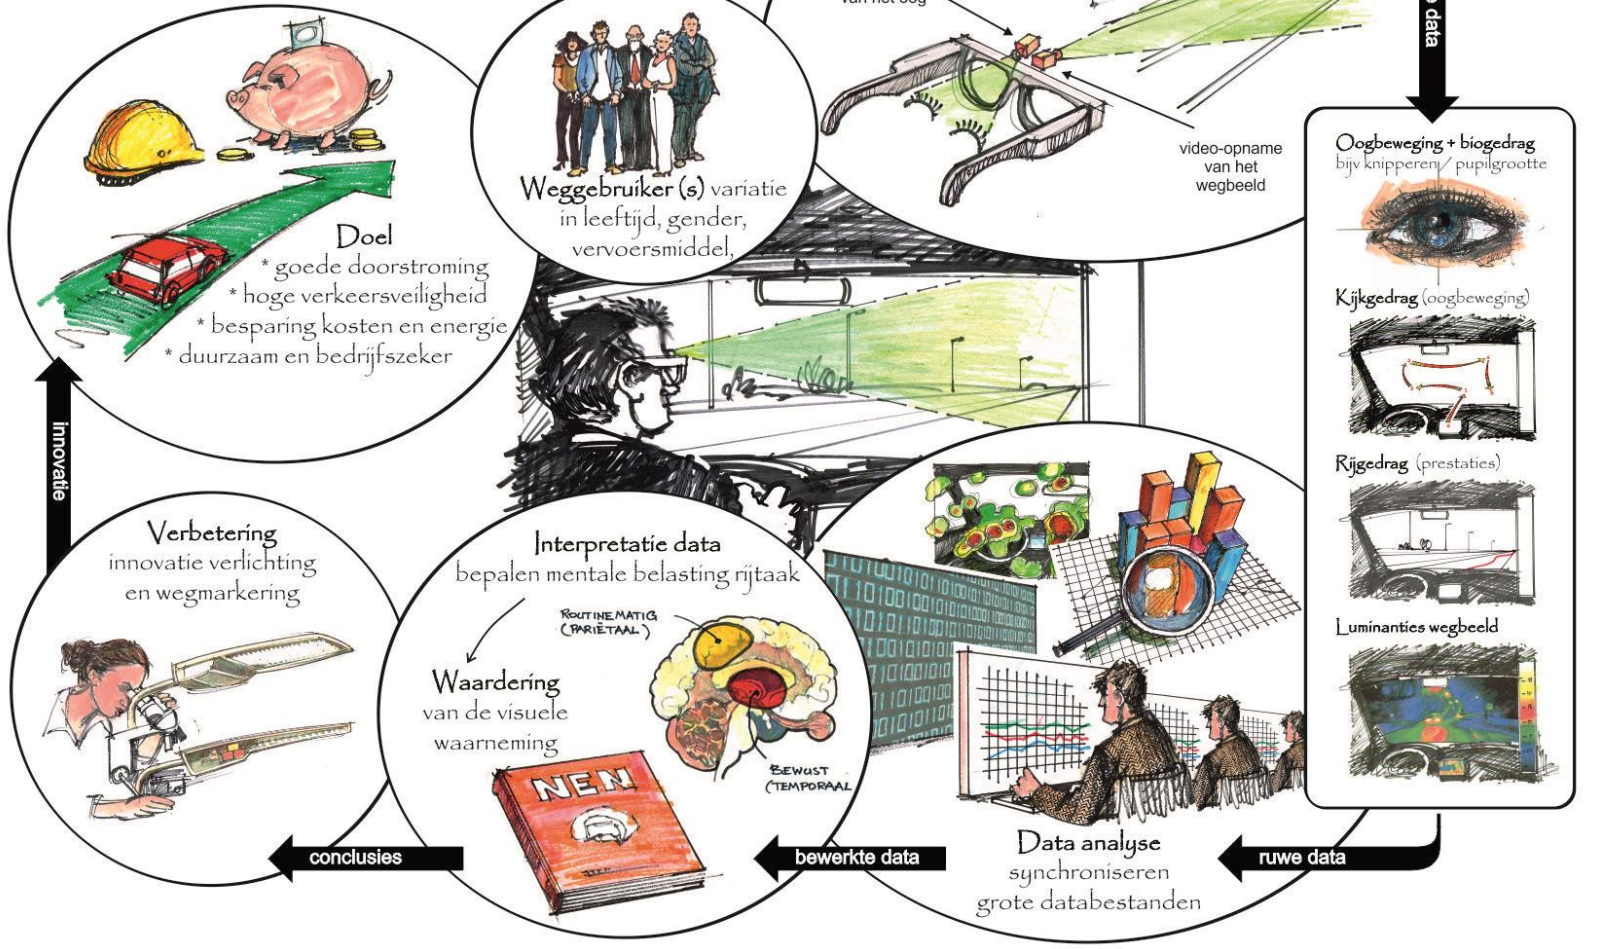 van het oog
data
video-opname
van het
wegbeeld
Weggebruiker (s) variatie
in leeftijd, gender,
vervoersmiddel,
Doel
* goede doorstroming
* hoge verkeersveiligheid
* besparing kosten en energie
* duurzaam en bedrijfszeker
innovatie
Oogbeweging + biogedrag
bijv knipperen / pupilgrootte
Kijkgedrag (oogbeweging)
Rijgedrag (prestaties)
Luminanties wegbeeld
Verbetering
innovatie verlichting
en wegmarkering
Interpretatie data
bepalen mentale belasting rijtaak
ROUTINEMATIG
(PARIËTAAL)
Waardering
van de visuele
waarneming
BEWUST
(TEMPORAAL
NEN
Data analyse
synchroniseren
grote databestanden
ruwe data
bewerkte data
conclusies